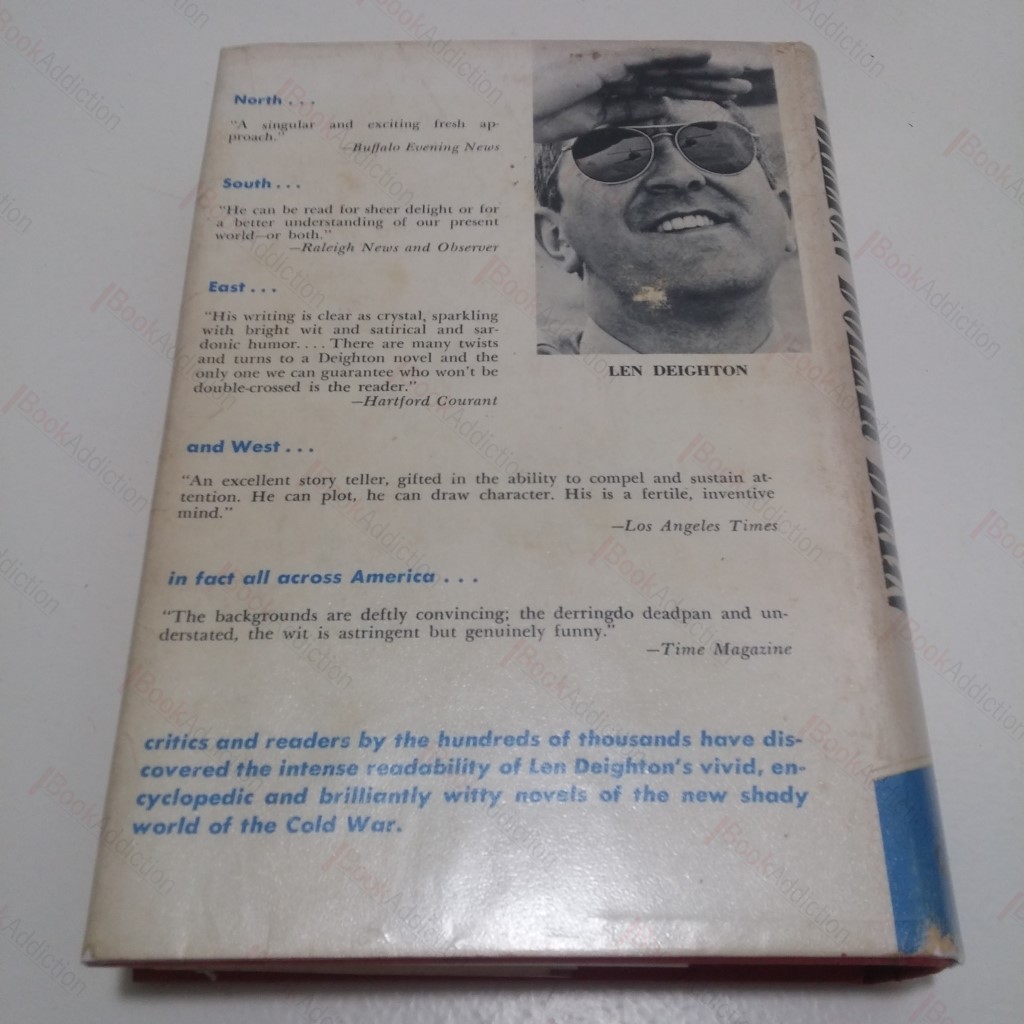 North . . .
"A singular and exciting fresh ap-
proach."
—Buffalo Evening News
South . . .
"He can be read for sheer delight or for
a better understanding of our present
world—or both."
—Raleigh News and Observer
East . . .
"His writing is clear as crystal, sparkling
with bright wit and satirical and sar-
donic humor. . . . There are many twists
and turns to a Deighton novel and the
only one we can guarantee who won't be
double-crossed is the reader."
—Hartford Courant
LEN DEIGHTON
and West . . .
"An excellent story teller, gifted in the ability to compel and sustain at-
tention. He can plot, he can draw character. His is a fertile, inventive
mind."
—Los Angeles Times
in fact all across America . . .
"The backgrounds are deftly convincing; the derringdo deadpan and un-
derstated, the wit is astringent but genuinely funny."
—Time Magazine
critics and readers by the hundreds of thousands have dis-
covered the intense readability of Len Deighton's vivid, en-
cyclopedic and brilliantly witty novels of the new shady
world of the Cold War.
BookAddiction